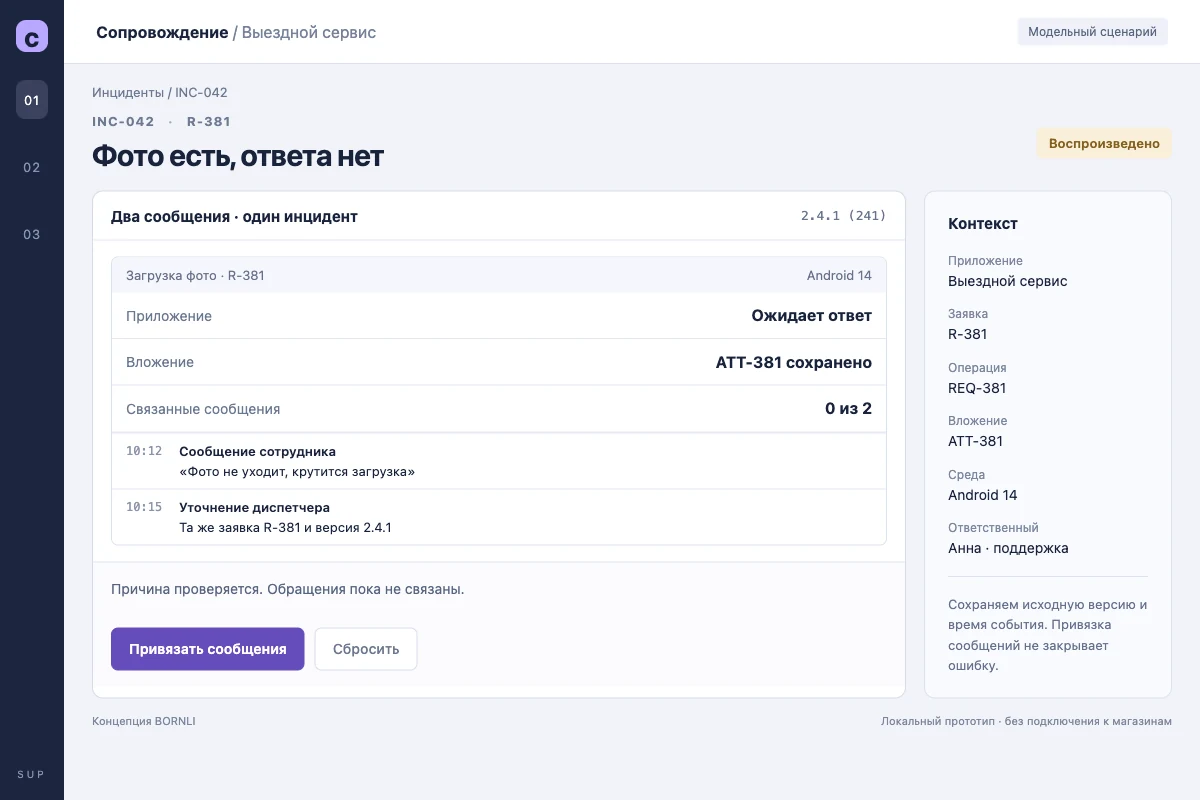 c
Сопровождение / Выездной сервис
Модельный сценарий
01
02
03
SUP
Инциденты / INC-042
INC-042 · R-381
Фото есть, ответа нет
Воспроизведено
Два сообщения · один инцидент
2.4.1 (241)
Загрузка фото · R-381
Android 14
Приложение
Ожидает ответ
Вложение
ATT-381 сохранено
Связанные сообщения
0 из 2
10:12
Сообщение сотрудника
«Фото не уходит, крутится загрузка»
10:15
Уточнение диспетчера
Та же заявка R-381 и версия 2.4.1
Причина проверяется. Обращения пока не связаны.
Привязать сообщения
Сбросить
Контекст
Приложение
Выездной сервис
Заявка
R-381
Операция
REQ-381
Вложение
ATT-381
Среда
Android 14
Ответственный
Анна · поддержка
Сохраняем исходную версию и
время события. Привязка
сообщений не закрывает
ошибку.
Концепция BORNLI
Локальный прототип · без подключения к магазинам